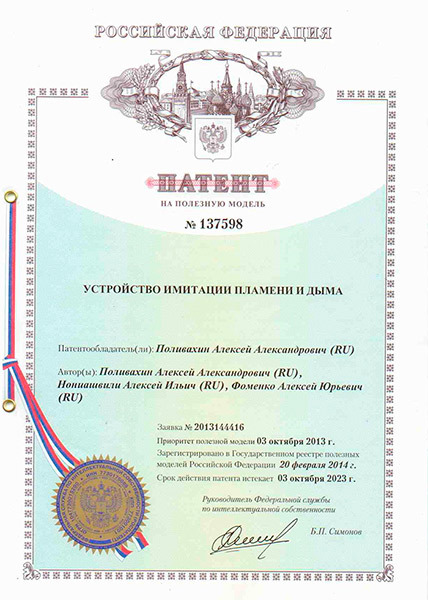 РОССИЙСКАЯ ФЕДЕРАЦИЯ
ПАТЕНТ
НА ПОЛЕЗНУЮ МОДЕЛЬ
№ 137598
УСТРОЙСТВО ИМИТАЦИИ ПЛАМЕНИ И ДЫМА
Патентообладатель(ли): Поливахин Алексей Александрович (RU)
Автор(ы): Поливахин Алексей Александрович (RU),
Нониашвили Алексей Ильич (RU), Фоменко Алексей Юрьевич
(RU)
Заявка № 2013144416
Приоритет полезной модели 03 октября 2013 г.
Зарегистрировано в Государственном реестре полезных
моделей Российской Федерации 20 февраля 2014 г.
Срок действия патента истекает 03 октября 2023 г.
Руководитель Федеральной службы
по интеллектуальной собственности
Б.П. Симонов